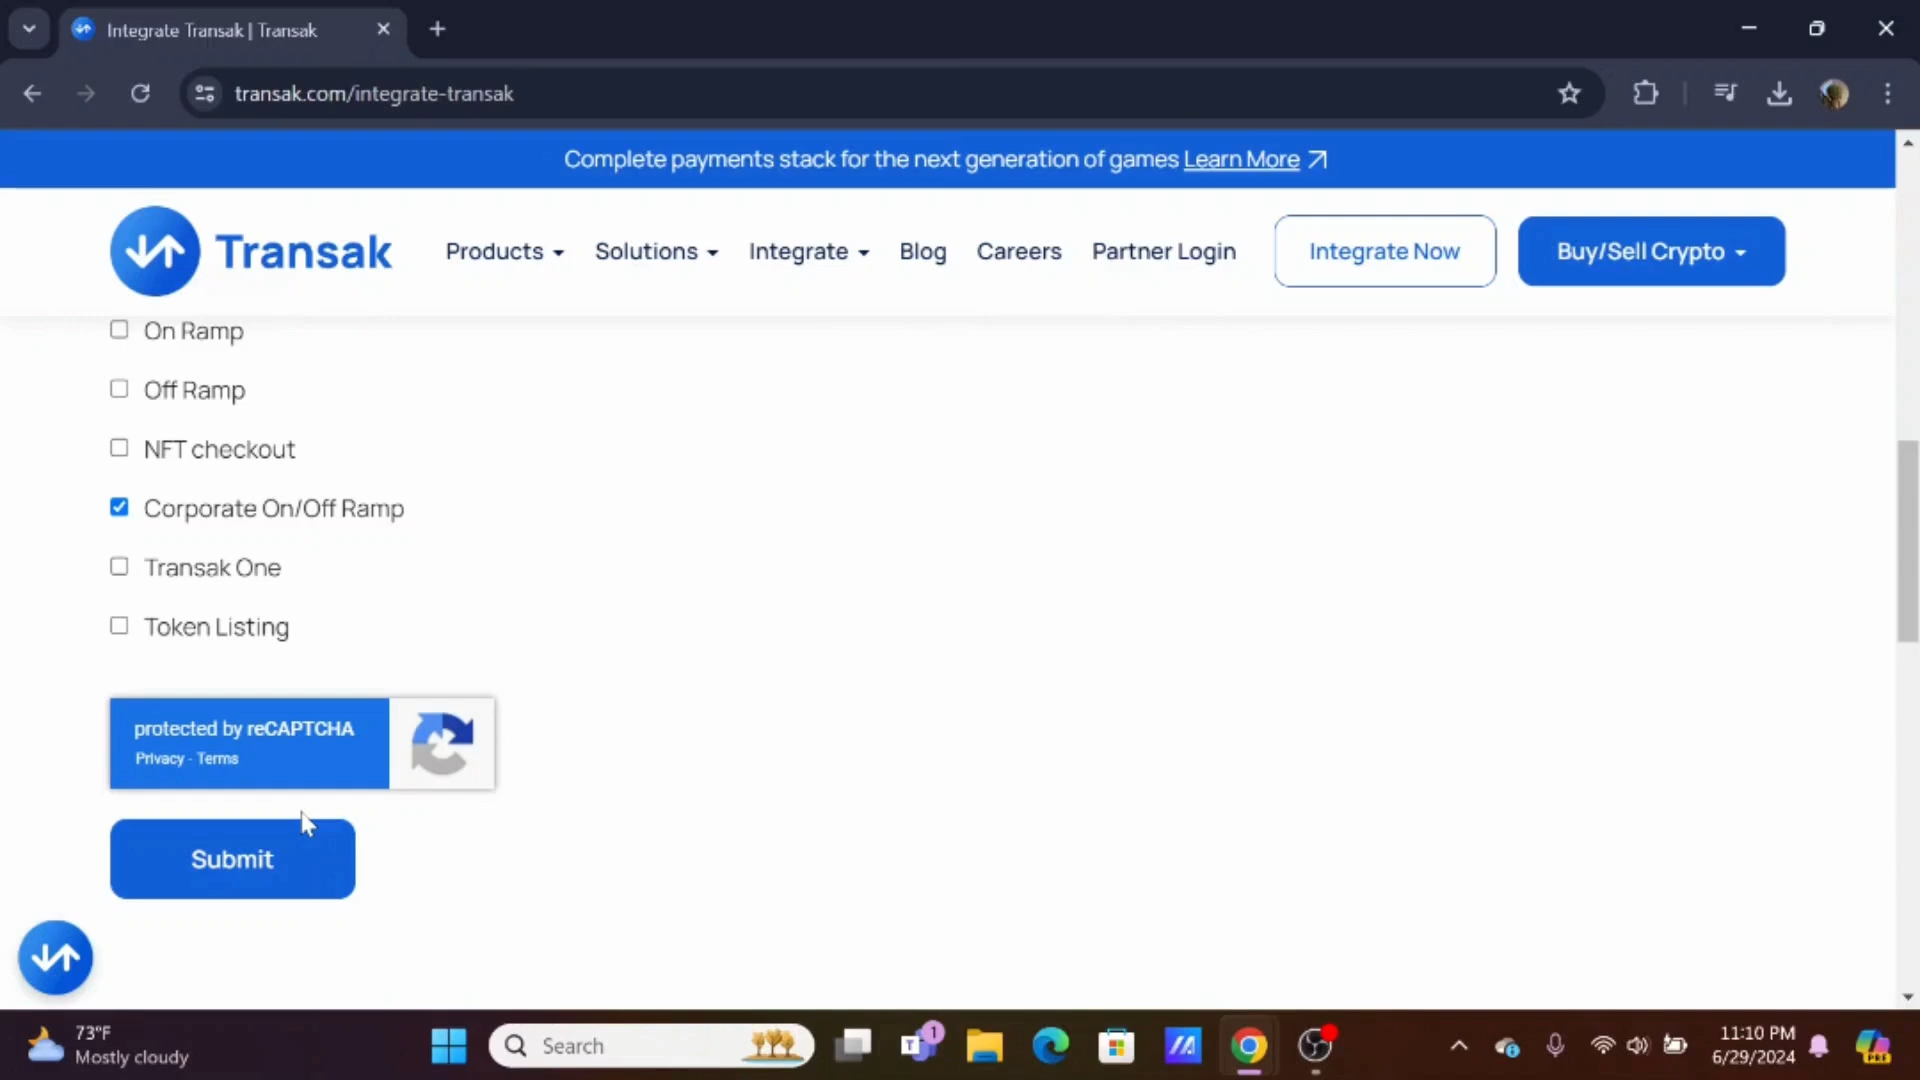 Integrate Transak | Transak
transak.com/integrate-transak
Complete payments stack for the next generation of games Learn More
Transak
Products
Solutions
Integrate
Blog
Careers
Partner Login
Integrate Now
Buy/Sell Crypto
On Ramp
Off Ramp
NFT checkout
Corporate On/Off Ramp
Transak One
Token Listing
protected by reCAPTCHA
Privacy - Terms
Submit
73°F
Mostly cloudy
Search
T
1
11:10 PM
6/29/2024
PRE